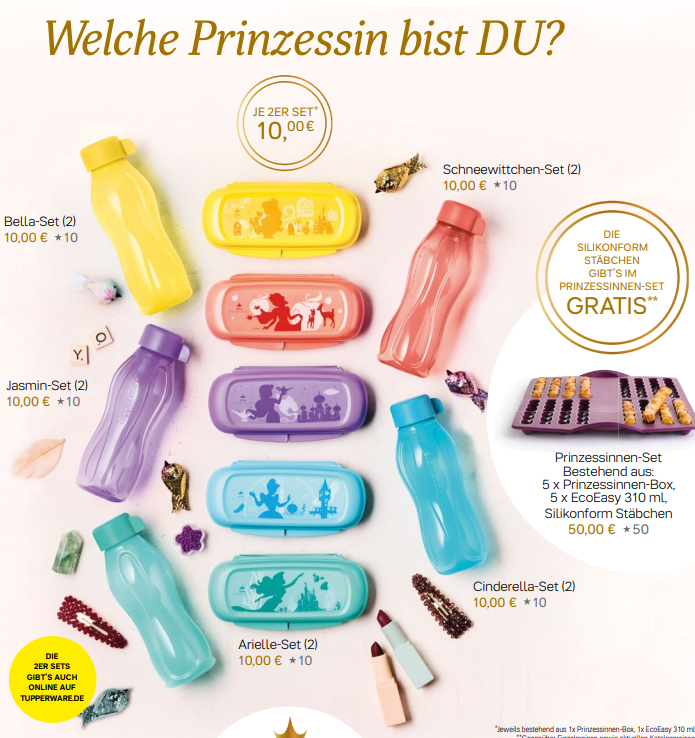 Welche Prinzessin bist DU?
JE 2ER SET*
10,00 €
Schneewittchen-Set (2)
10,00 € ★10
Bella-Set (2)
10,00 € ★10
DIE
SILIKONFORM
STÄBCHEN
GIBT'S IM
PRINZESSINNEN-SET
GRATIS**
Y
O
Jasmin-Set (2)
10,00 € ★10
Prinzessinnen-Set
Bestehend aus:
5 x Prinzessinnen-Box,
5 x EcoEasy 310 ml,
Silikonform Stäbchen
50,00 € ★50
Cinderella-Set (2)
10,00 € ★10
Arielle-Set (2)
10,00 € ★10
DIE
2ER SETS
GIBT'S AUCH
ONLINE AUF
TUPPERWARE.DE
*Jeweils bestehend aus 1x Prinzessinnen-Box, 1x EcoEasy 310 ml